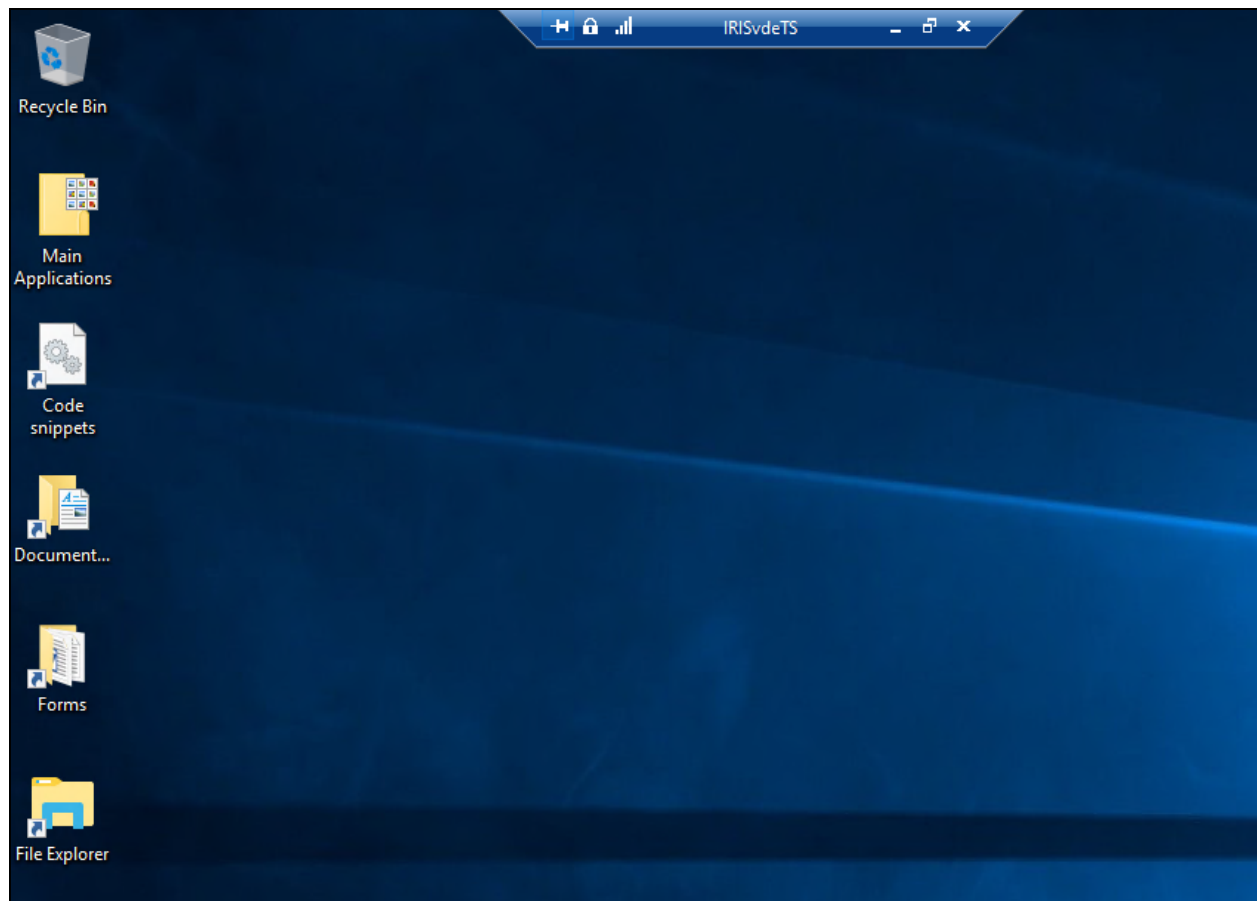 IRISvdeTS
Recycle Bin
Main
Applications
Code
snippets
Document...
Forms
File Explorer